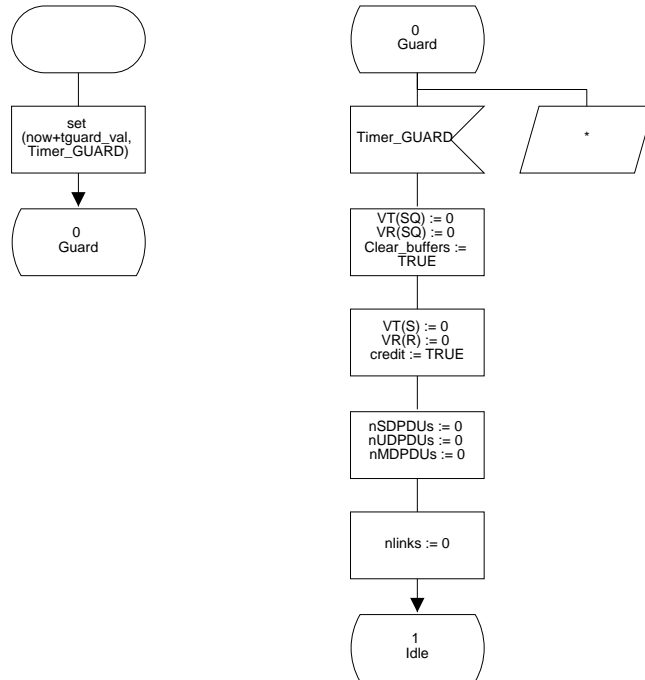 set
(now+tguard_val,
Timer_GUARD)
0
Guard
0
Guard
Timer_GUARD
*
VT(SQ) := 0
VR(SQ) := 0
Clear_buffers :=
TRUE
VT(S) := 0
VR(R) := 0
credit := TRUE
nSDPDUs := 0
nUDPDUs := 0
nMDPDUs := 0
nlinks := 0
1
Idle